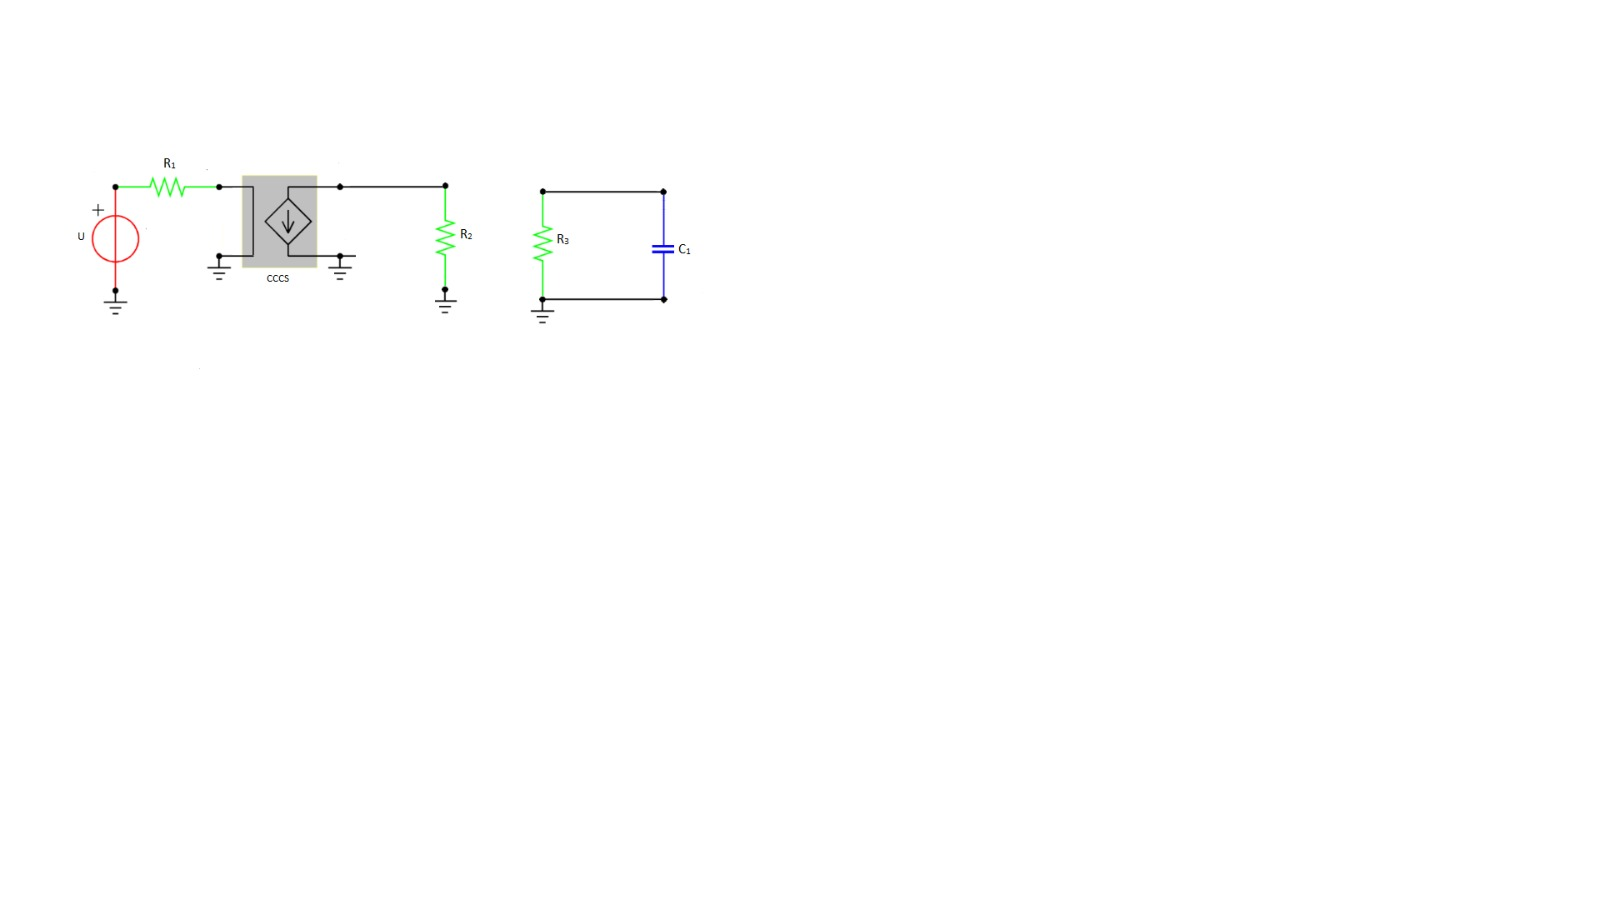 R₁
+
U
R₂
R₃
C₁
CCCS